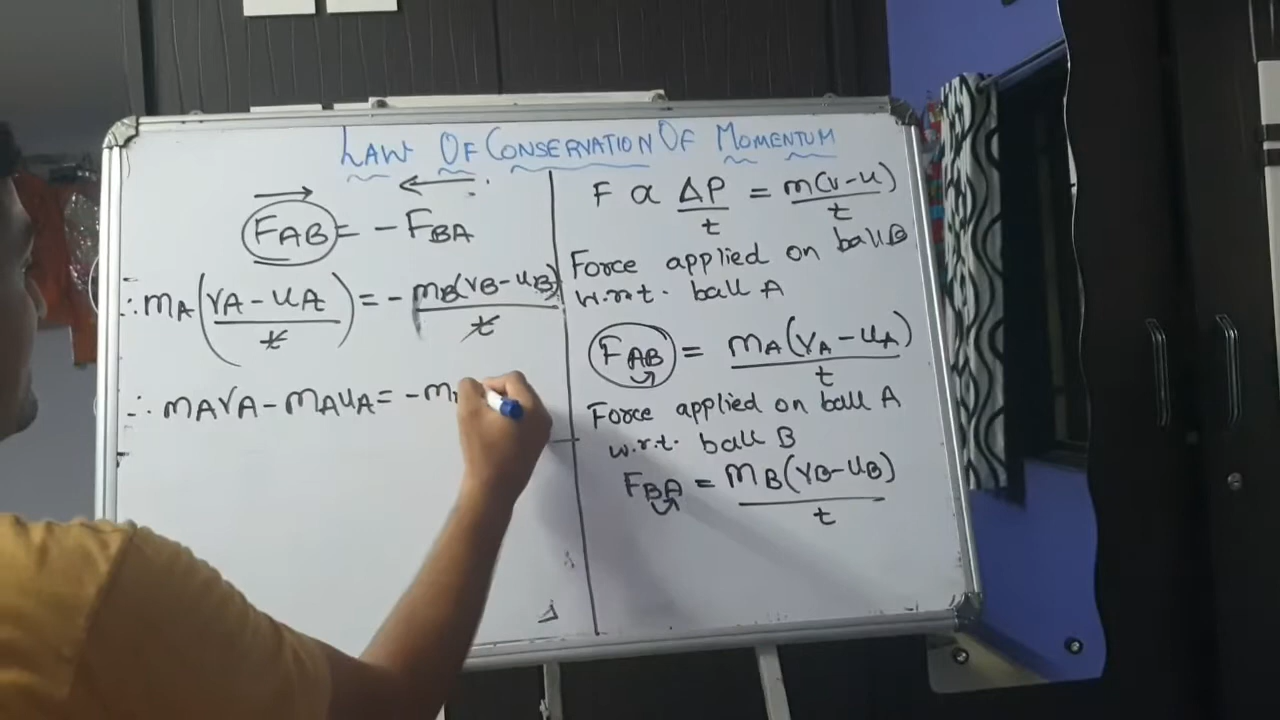 LAW OF CONSERVATION OF MOMENTUM
FAB = - FBA
∴ mA (vA - uA / t) = - mB(vB - uB) / t
∴ mAvA - mAuA = - m
F ∝ ΔP / t = m(v - u) / t
Force applied on ball B
w.r.t. ball A
FAB = mA(vA - uA) / t
Force applied on ball A
w.r.t. ball B
FBA = mB(vB - uB) / t